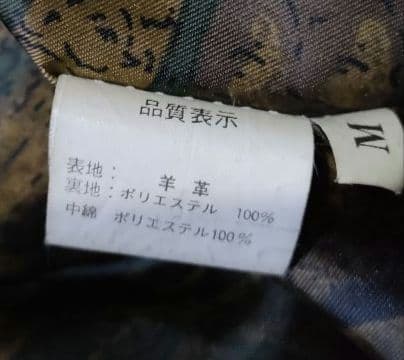 品質表示
表地： 羊革
裏地：ポリエステル 100%
中綿 ポリエステル100%
M